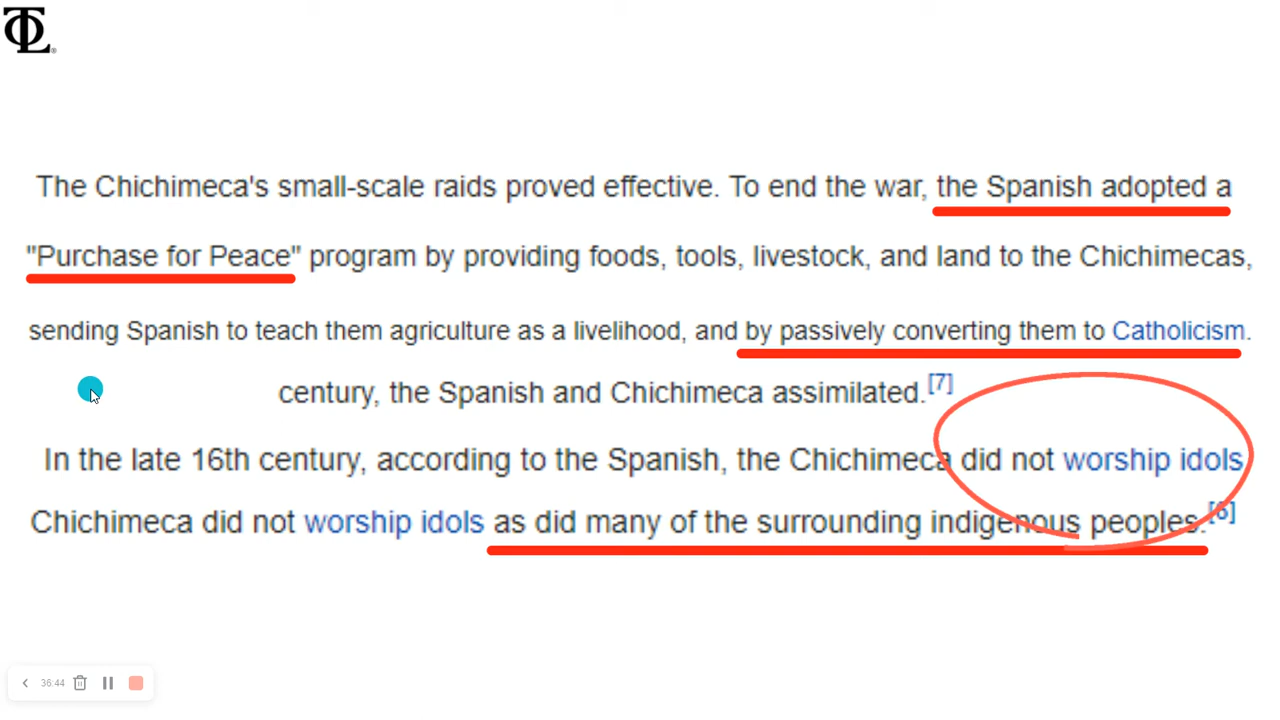 The Chichimeca's small-scale raids proved effective. To end the war, the Spanish adopted a
"Purchase for Peace" program by providing foods, tools, livestock, and land to the Chichimecas,
sending Spanish to teach them agriculture as a livelihood, and by passively converting them to Catholicism.
century, the Spanish and Chichimeca assimilated.[7]
In the late 16th century, according to the Spanish, the Chichimeca did not worship idols
Chichimeca did not worship idols as did many of the surrounding indigenous peoples.[6]
36:44